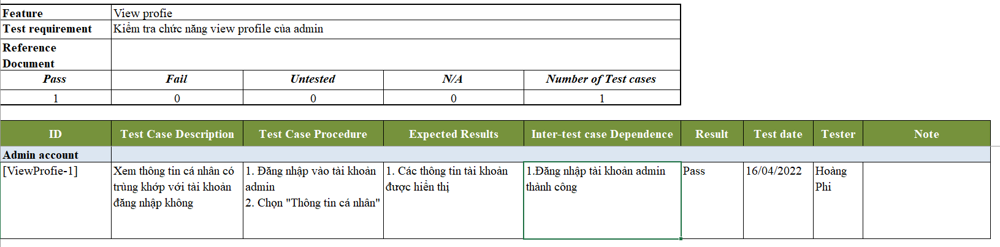 Feature View profie
Test requirement Kiểm tra chức năng view profile của admin
Reference
Document
Pass Fail Untested N/A Number of Test cases
1 0 0 0 1
ID Test Case Description Test Case Procedure Expected Results Inter-test case Dependence Result Test date Tester Note
Admin account
[ViewProfie-1] Xem thông tin cá nhân có 1. Đăng nhập vào tài khoản 1. Các thông tin tài khoản 1.Đăng nhập tài khoản admin Pass 16/04/2022 Hoàng
trùng khớp với tài khoản admin được hiển thị thành công Phi
đăng nhập không 2. Chọn "Thông tin cá nhân"